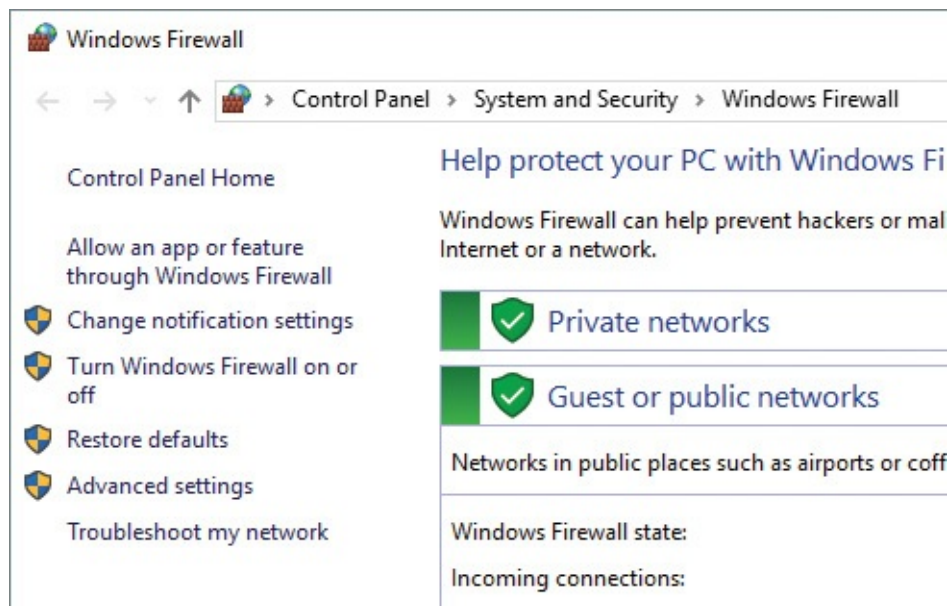 Windows Firewall
Control Panel > System and Security > Windows Firewall
Control Panel Home
Allow an app or feature
through Windows Firewall
Change notification settings
Turn Windows Firewall on or
off
Restore defaults
Advanced settings
Troubleshoot my network
Help protect your PC with Windows Fi
Windows Firewall can help prevent hackers or mal
Internet or a network.
Private networks
Guest or public networks
Networks in public places such as airports or coff
Windows Firewall state:
Incoming connections: